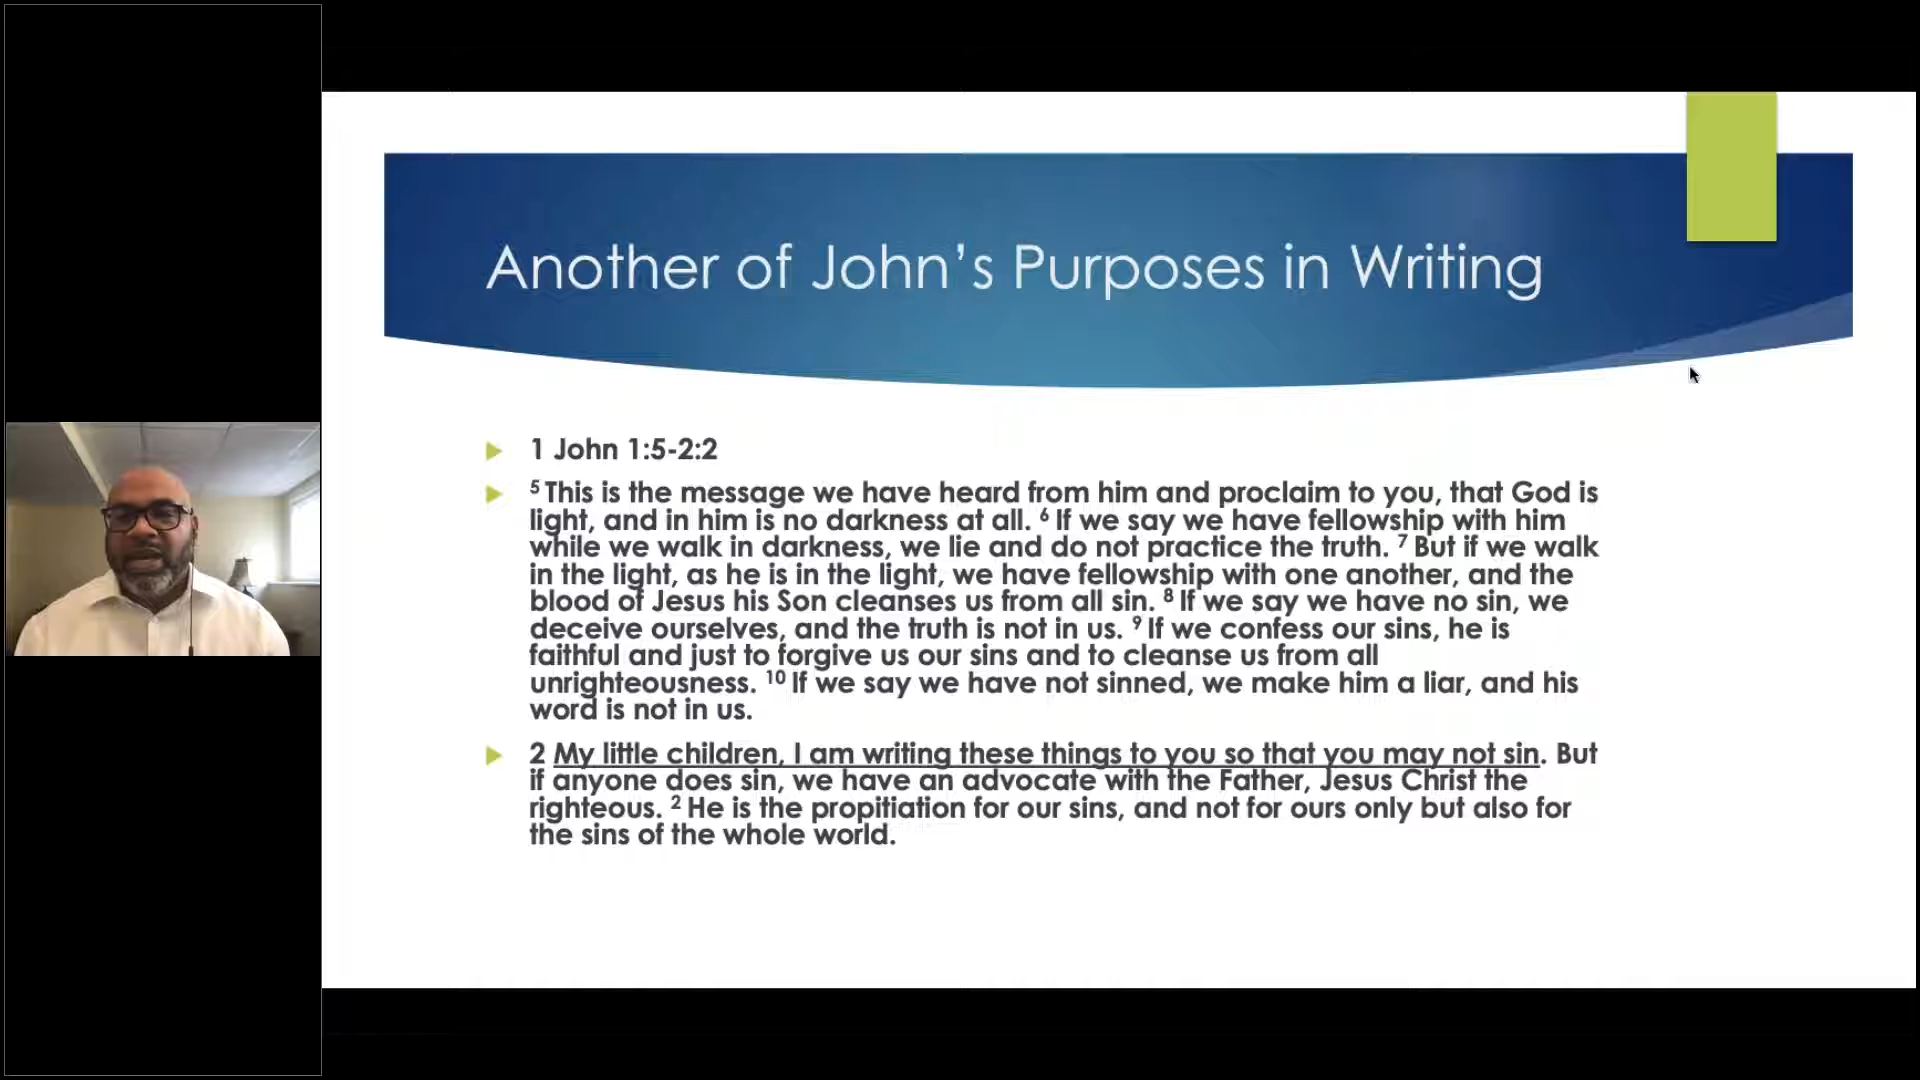 Another of John's Purposes in Writing
1 John 1:5-2:2
5 This is the message we have heard from him and proclaim to you, that God is
light, and in him is no darkness at all. 6 If we say we have fellowship with him
while we walk in darkness, we lie and do not practice the truth. 7 But if we walk
in the light, as he is in the light, we have fellowship with one another, and the
blood of Jesus his Son cleanses us from all sin. 8 If we say we have no sin, we
deceive ourselves, and the truth is not in us. 9 If we confess our sins, he is
faithful and just to forgive us our sins and to cleanse us from all
unrighteousness. 10 If we say we have not sinned, we make him a liar, and his
word is not in us.
2 My little children, I am writing these things to you so that you may not sin. But
if anyone does sin, we have an advocate with the Father, Jesus Christ the
righteous. 2 He is the propitiation for our sins, and not for ours only but also for
the sins of the whole world.